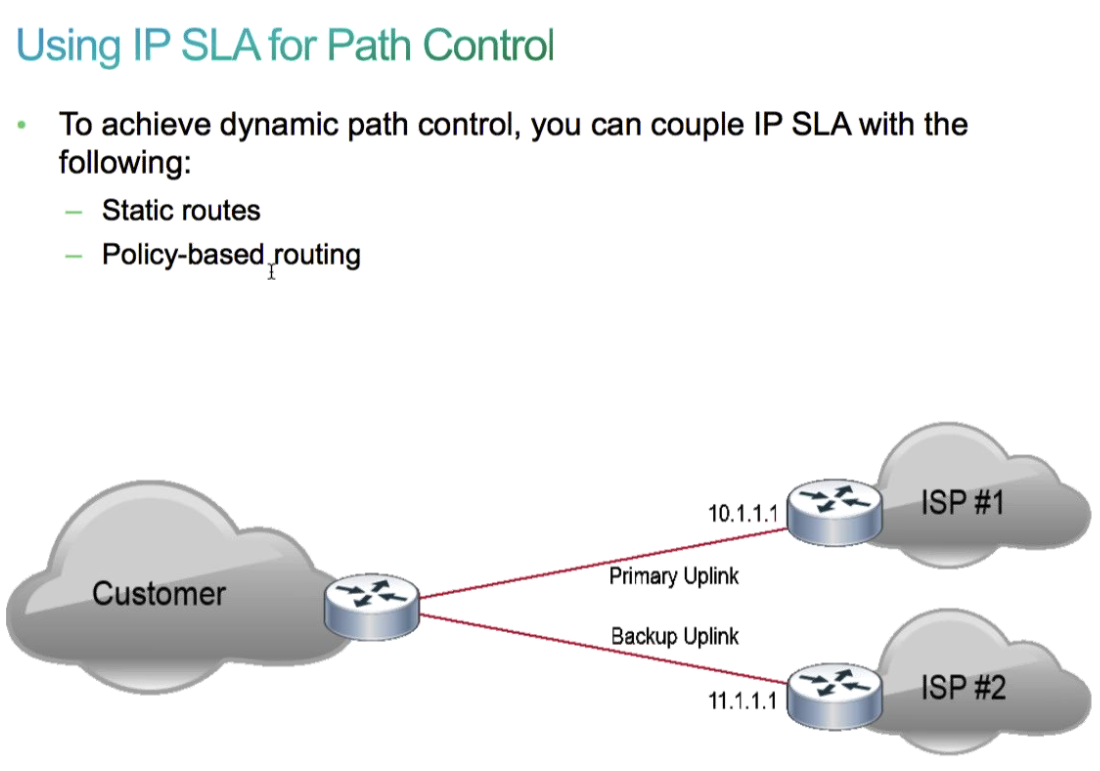 Using IP SLA for Path Control
• To achieve dynamic path control, you can couple IP SLA with the
following:
– Static routes
– Policy-based routing
10.1.1.1
ISP #1
Primary Uplink
Customer
Backup Uplink
11.1.1.1
ISP #2